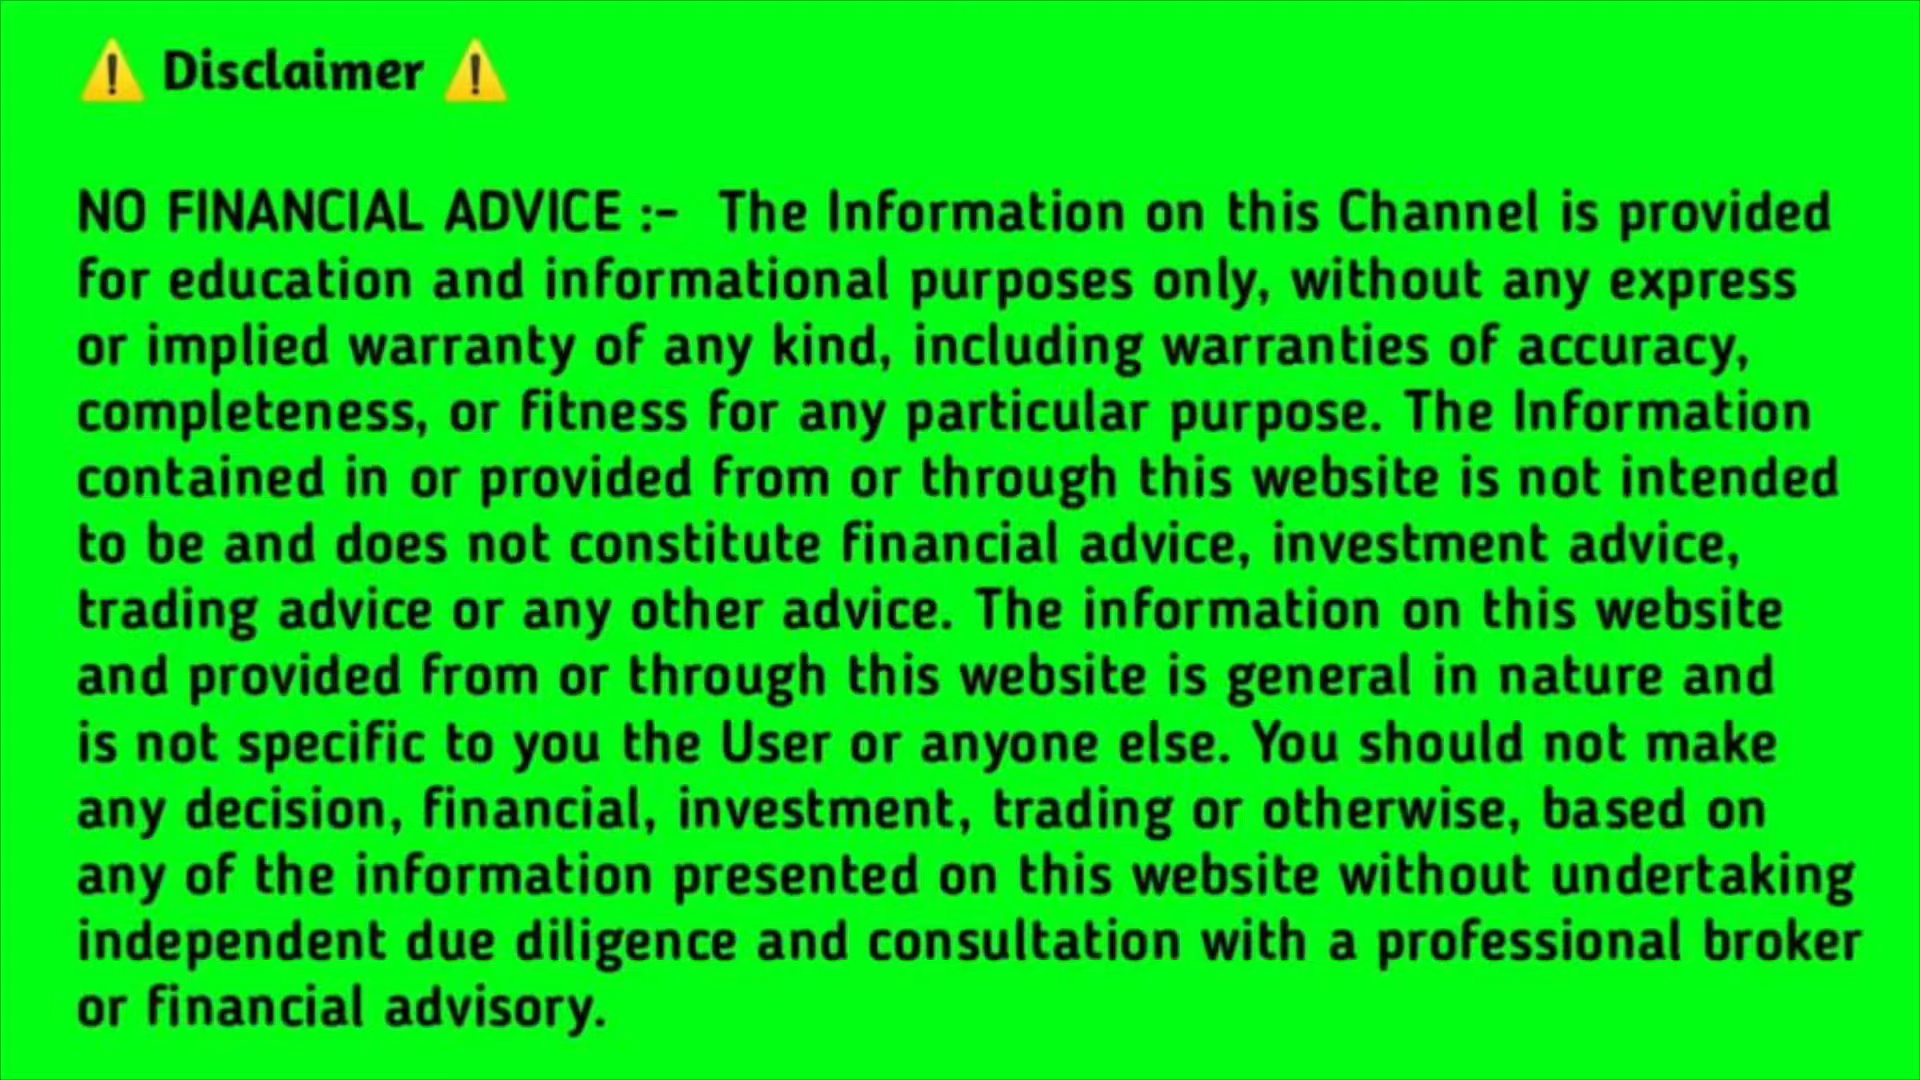 ⚠️ Disclaimer ⚠️
NO FINANCIAL ADVICE :- The Information on this Channel is provided
for education and informational purposes only, without any express
or implied warranty of any kind, including warranties of accuracy,
completeness, or fitness for any particular purpose. The Information
contained in or provided from or through this website is not intended
to be and does not constitute financial advice, investment advice,
trading advice or any other advice. The information on this website
and provided from or through this website is general in nature and
is not specific to you the User or anyone else. You should not make
any decision, financial, investment, trading or otherwise, based on
any of the information presented on this website without undertaking
independent due diligence and consultation with a professional broker
or financial advisory.